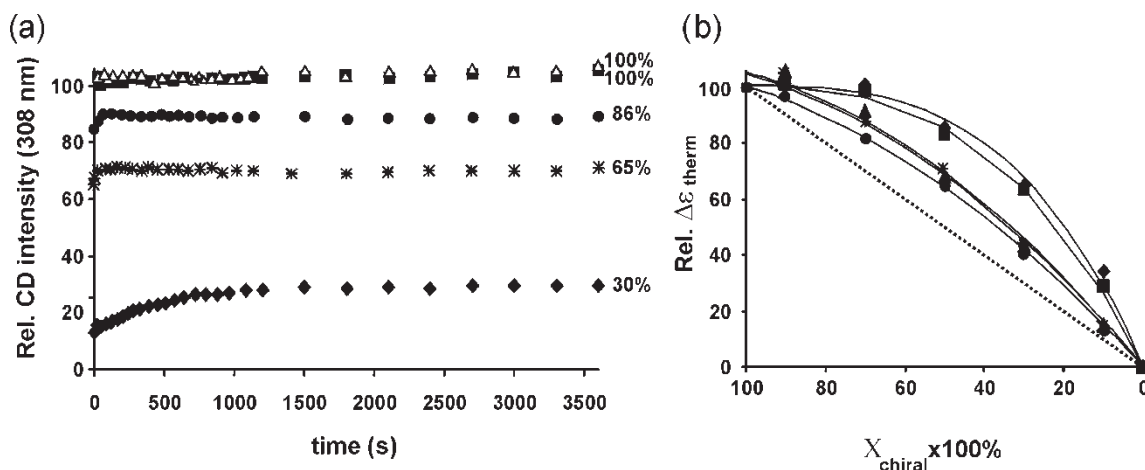 (a)
Rel. CD intensity (308 nm)
100
80
60
40
20
0
100%
100%
86%
65%
30%
0 500 1000 1500 2000 2500 3000 3500
time (s)
(b)
Rel. Δε therm
100
80
60
40
20
0
100 80 60 40 20 0
Χchiral x100%